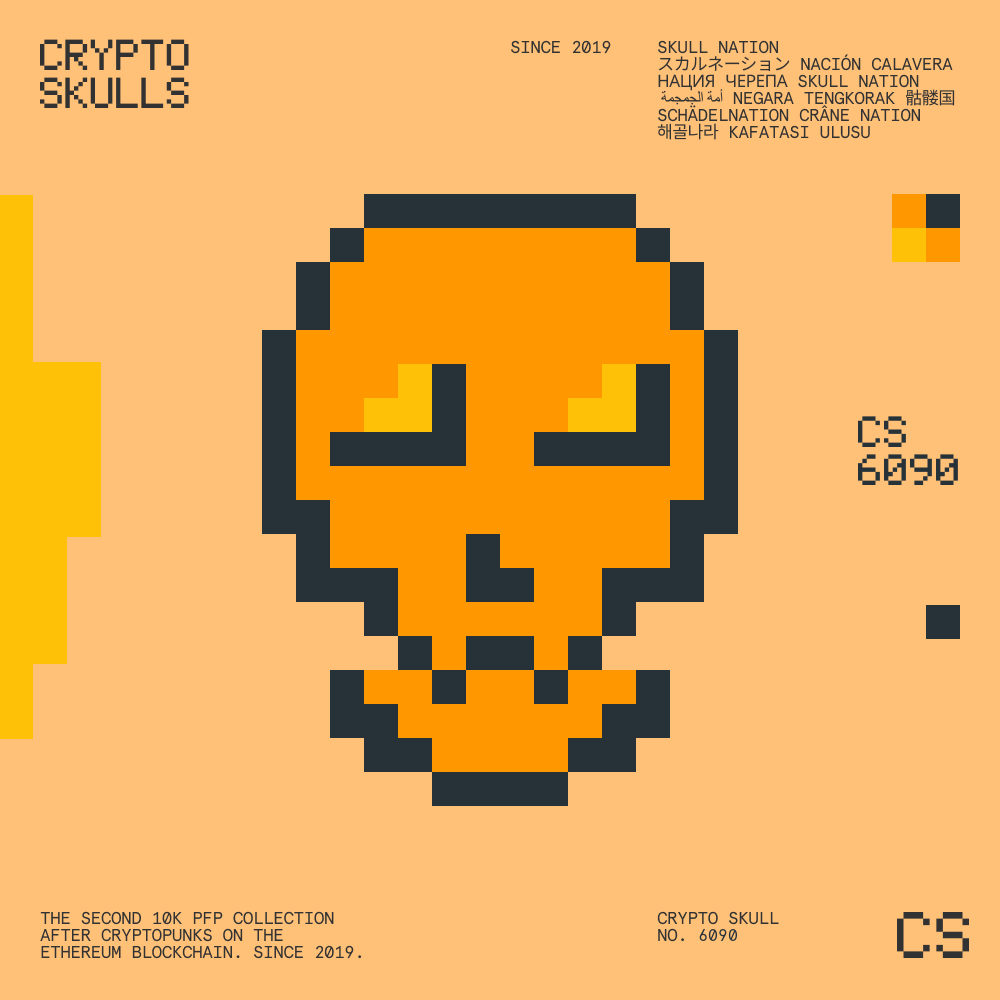 CRYPTO
SKULLS
SINCE 2019
SKULL NATION
スカルネーション NACIÓN CALAVERA
НАЦИЯ ЧЕРЕПА SKULL NATION
أمة الجمجمة NEGARA TENGKORAK 骷髅国
SCHÄDELNATION CRÂNE NATION
해골나라 KAFATASI ULUSU
CS
6090
THE SECOND 10K PFP COLLECTION
AFTER CRYPTOPUNKS ON THE
ETHEREUM BLOCKCHAIN. SINCE 2019.
CRYPTO SKULL
NO. 6090
CS